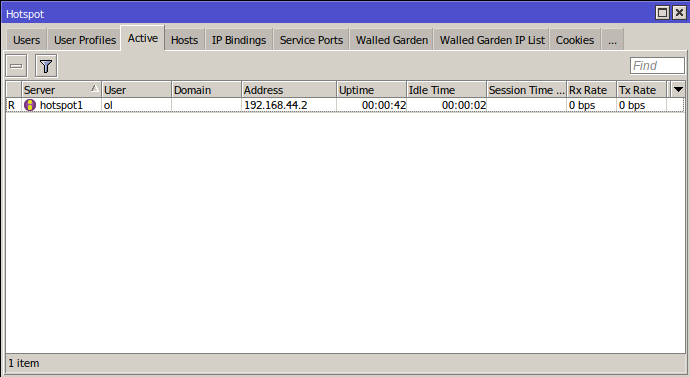 Hotspot
Users User Profiles Active Hosts IP Bindings Service Ports Walled Garden Walled Garden IP List Cookies ...
Find
Server User Domain Address Uptime Idle Time Session Time ... Rx Rate Tx Rate
R hotspot1 ol 192.168.44.2 00:00:42 00:00:02 0 bps 0 bps
1 item